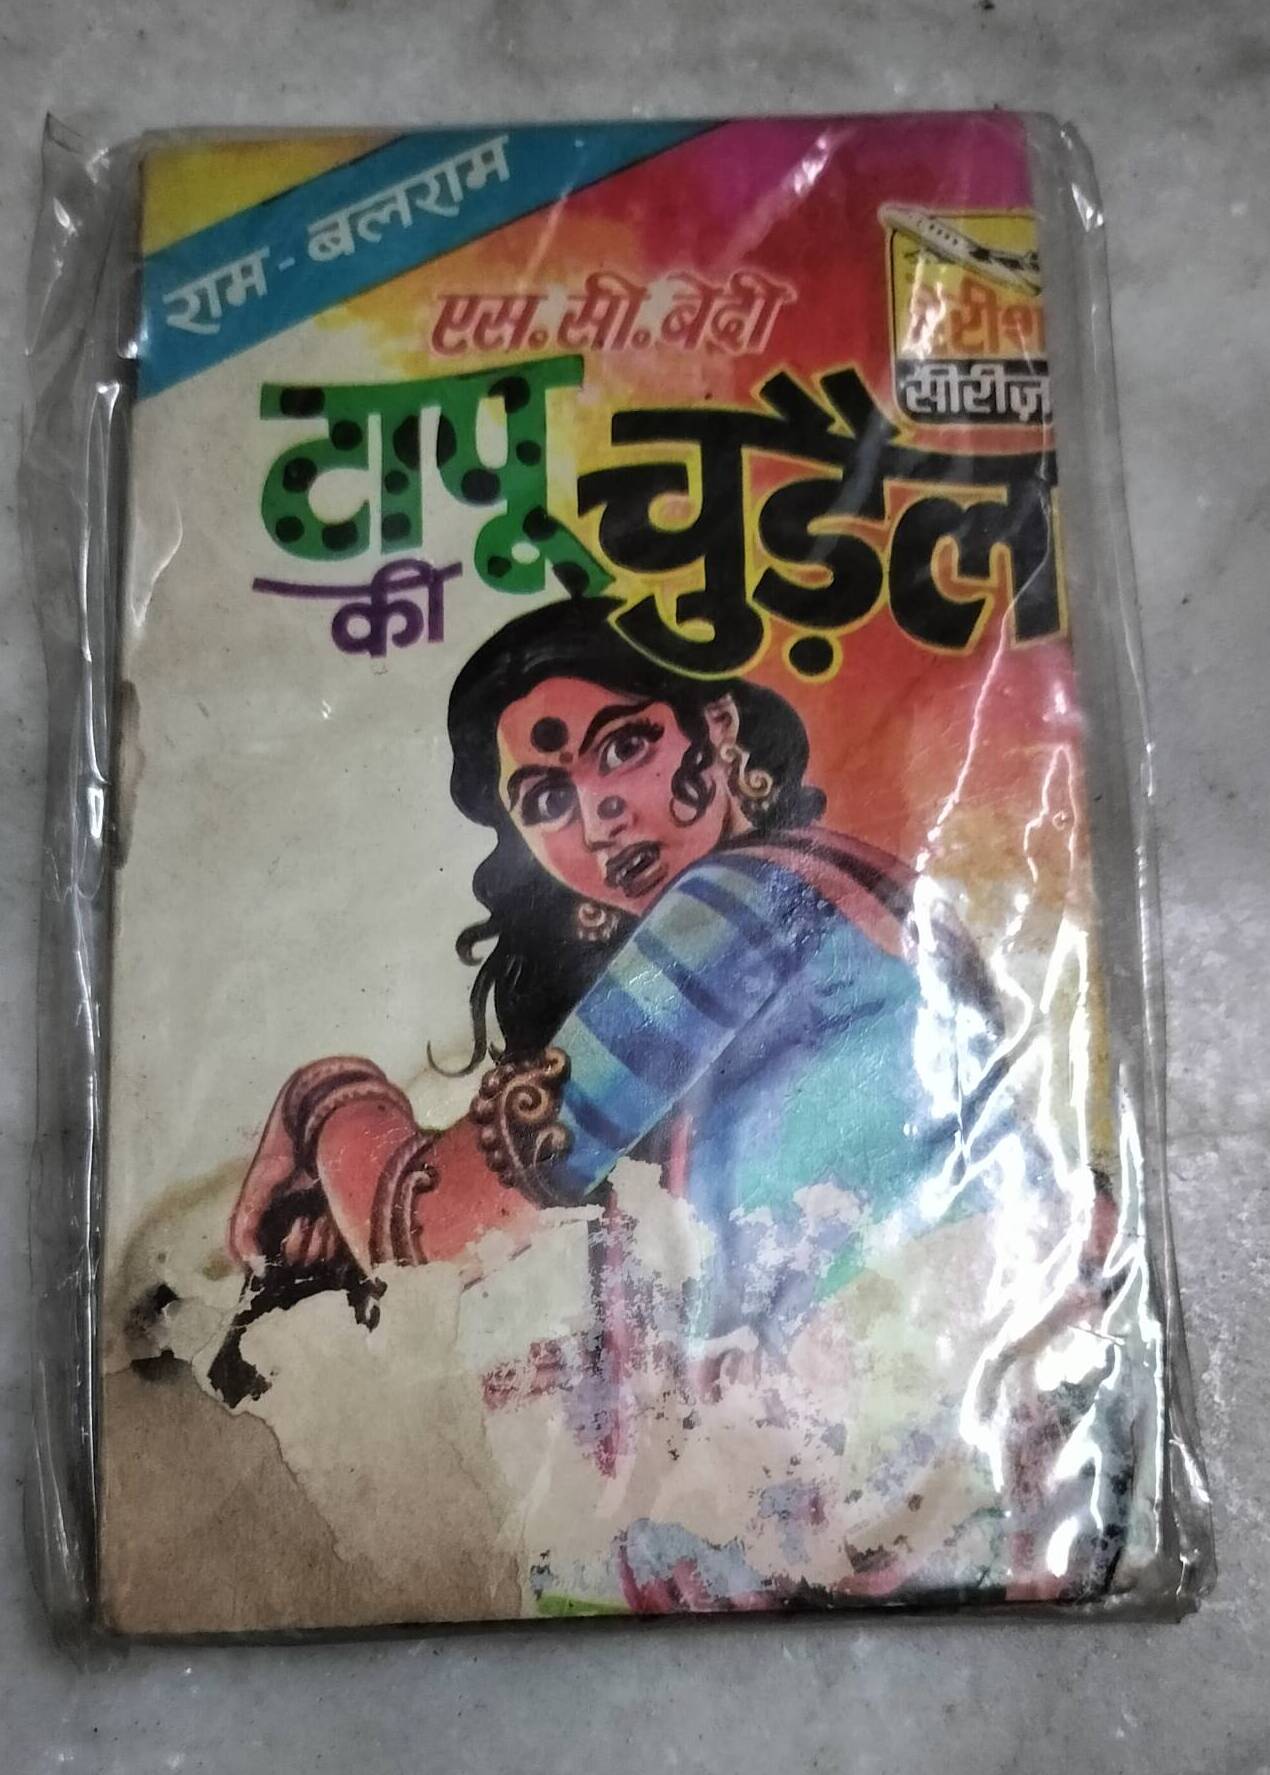 राम-बलराम
एस.सी.बेदी
सीरीज़
टापू
की
चुड़ैल